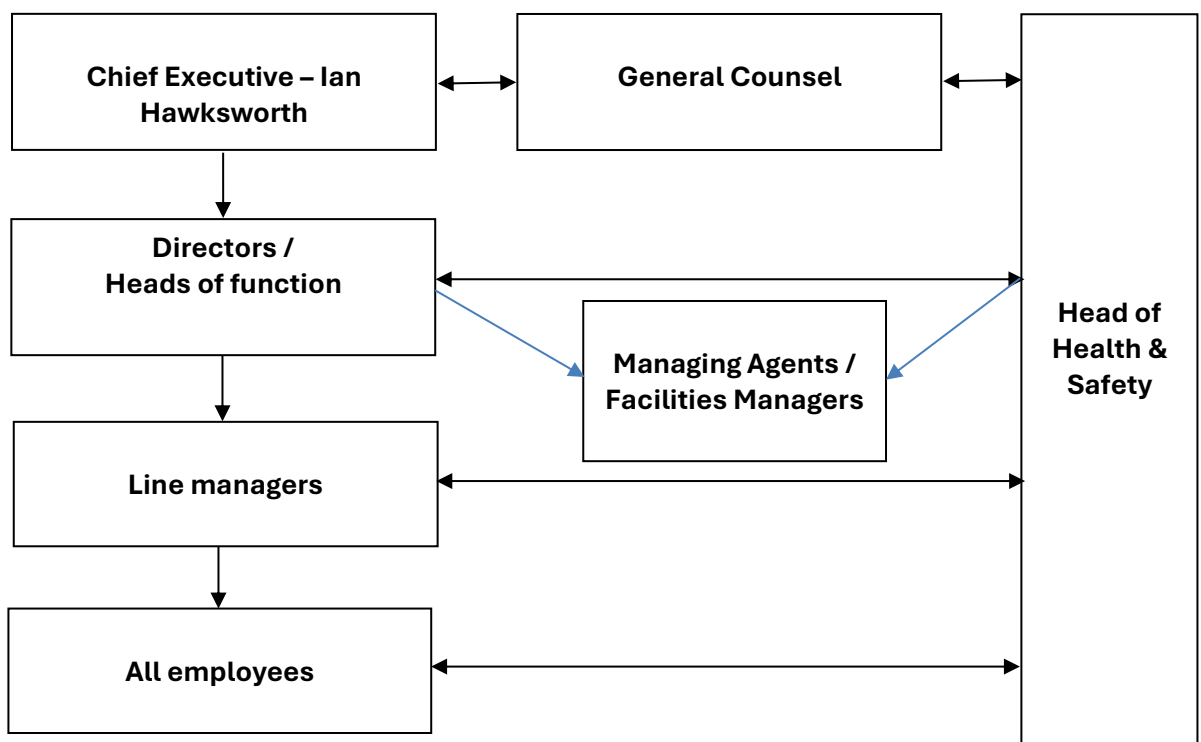 Chief Executive – Ian
Hawksworth
General Counsel
Directors /
Heads of function
Head of
Health &
Safety
Managing Agents /
Facilities Managers
Line managers
All employees